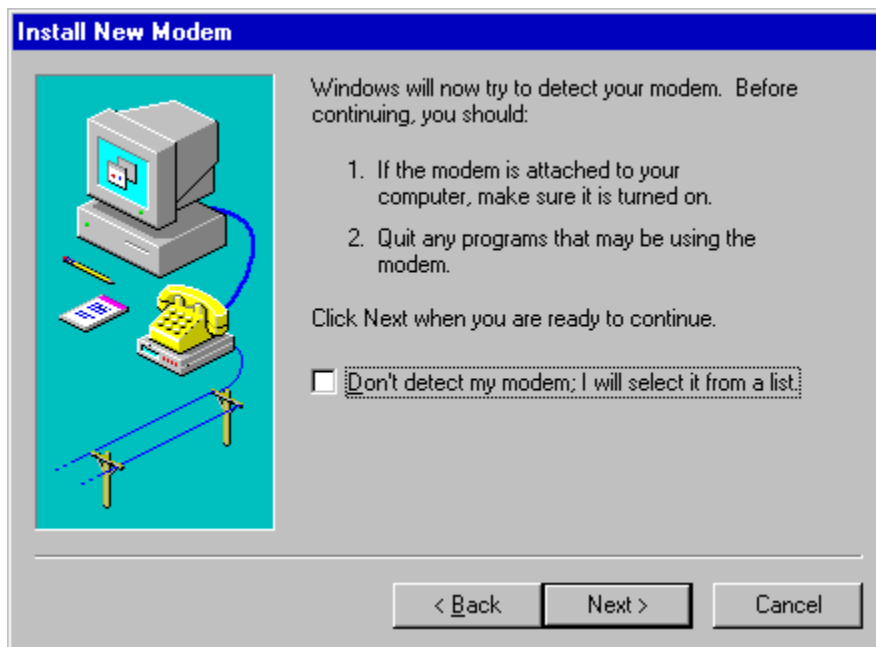 Install New Modem
Windows will now try to detect your modem.  Before
continuing, you should:
1. If the modem is attached to your
computer, make sure it is turned on.
2. Quit any programs that may be using the
modem.
Click Next when you are ready to continue.
Don't detect my modem; I will select it from a list.
< Back
Next >
Cancel